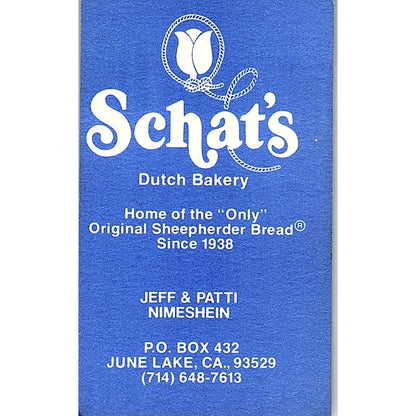 Schat's
Dutch Bakery
Home of the "Only"
Original Sheepherder Bread®
Since 1938
JEFF & PATTI
NIMESHEIN
P.O. BOX 432
JUNE LAKE, CA., 93529
(714) 648-7613